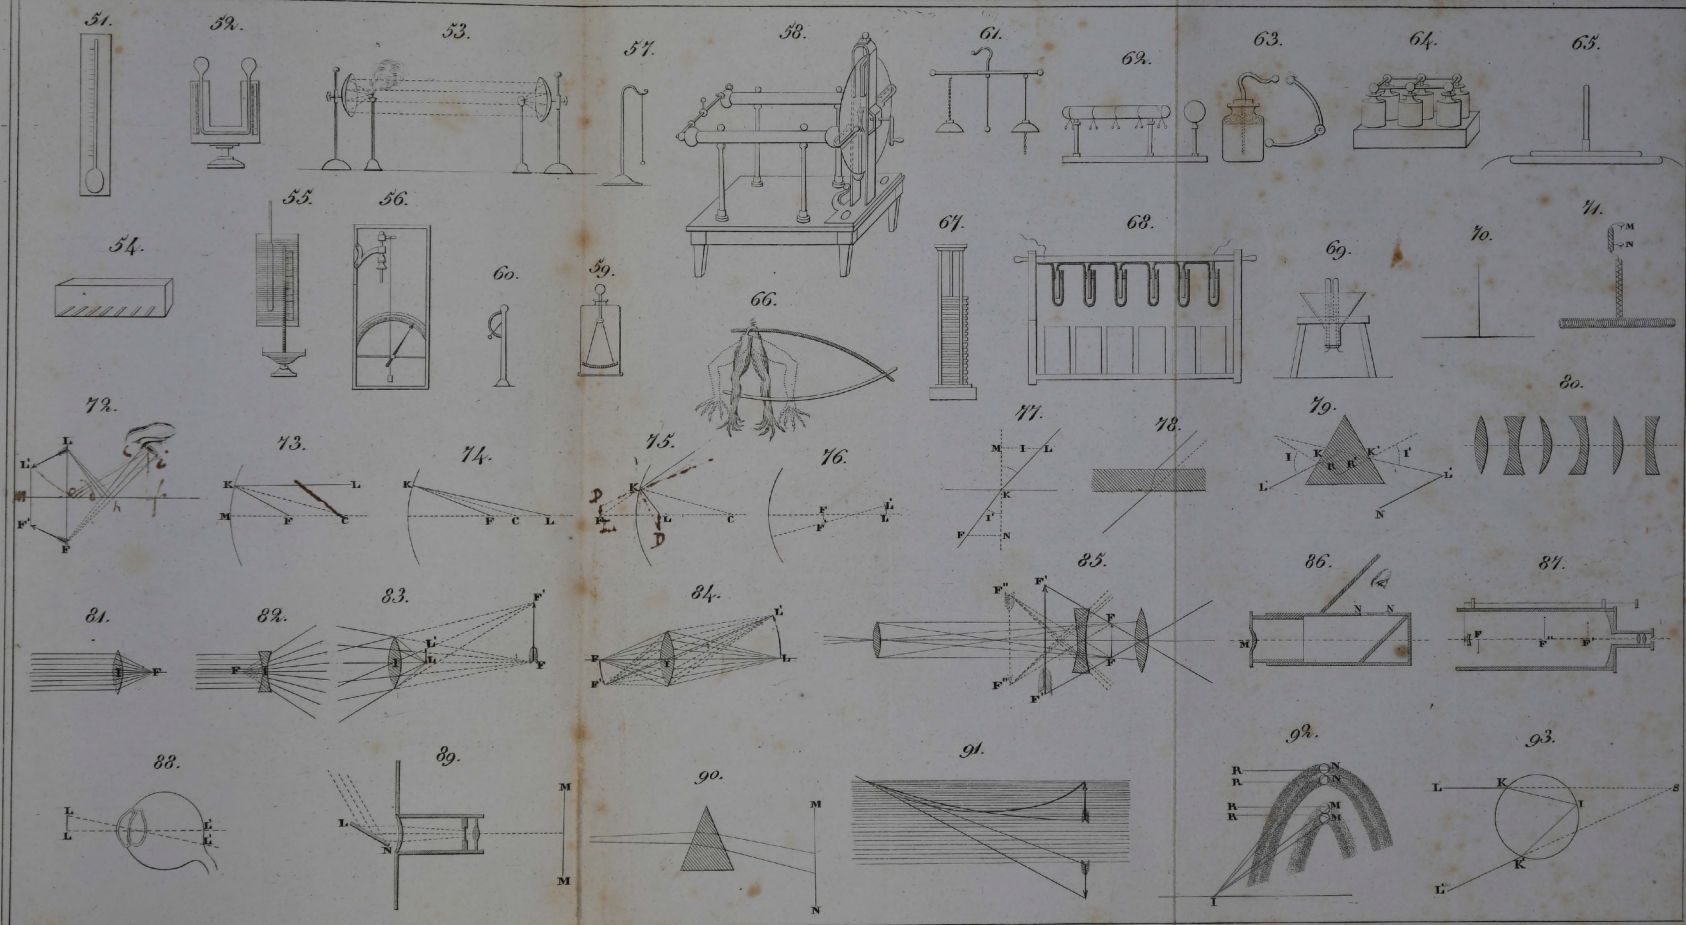 51. 52. 53. 57. 58. 61. 62. 63. 64. 65.
54. 55. 56. 60. 59. 66. 67. 68. 69. 70. 71.
M
N
72. 73. 74. 75. 76. 77. 78. 79. 80.
L i
L'
F'
F
K L
M F C
K
F C L
D K
F L C
D
F L'
F' L
M I L
K
I'
F N
I K R R' K' I'
L L'
N
81. 82. 83. 84. 85. 86. 87.
I F
F I
F'
L'
I L
F
L'
F I L
F'
F" F'
F
F
F" F'
N N
M
F F" F'
88. 89. 90. 91. 92. 93.
L L'
L L'
M
L
N
M
M
N
R N
R N
R M
R M
I
L K S
I
K'
L'